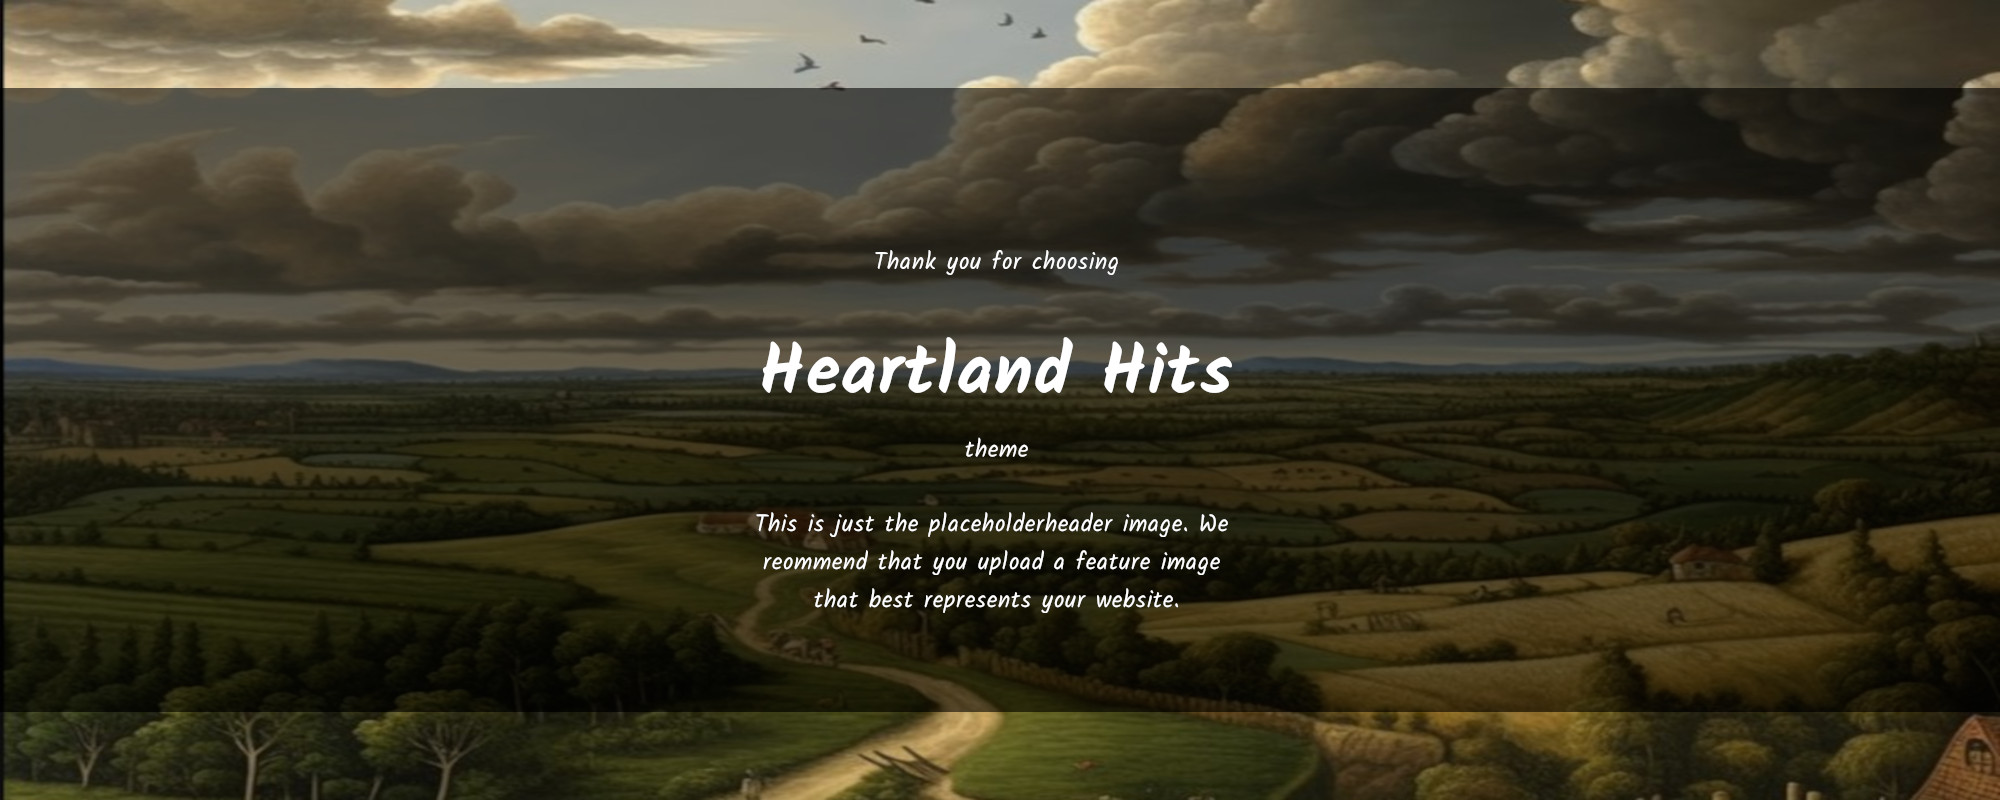 Thank you for choosing
Heartland Hits
theme
This is just the placeholderheader image. We
reommend that you upload a feature image
that best represents your website.